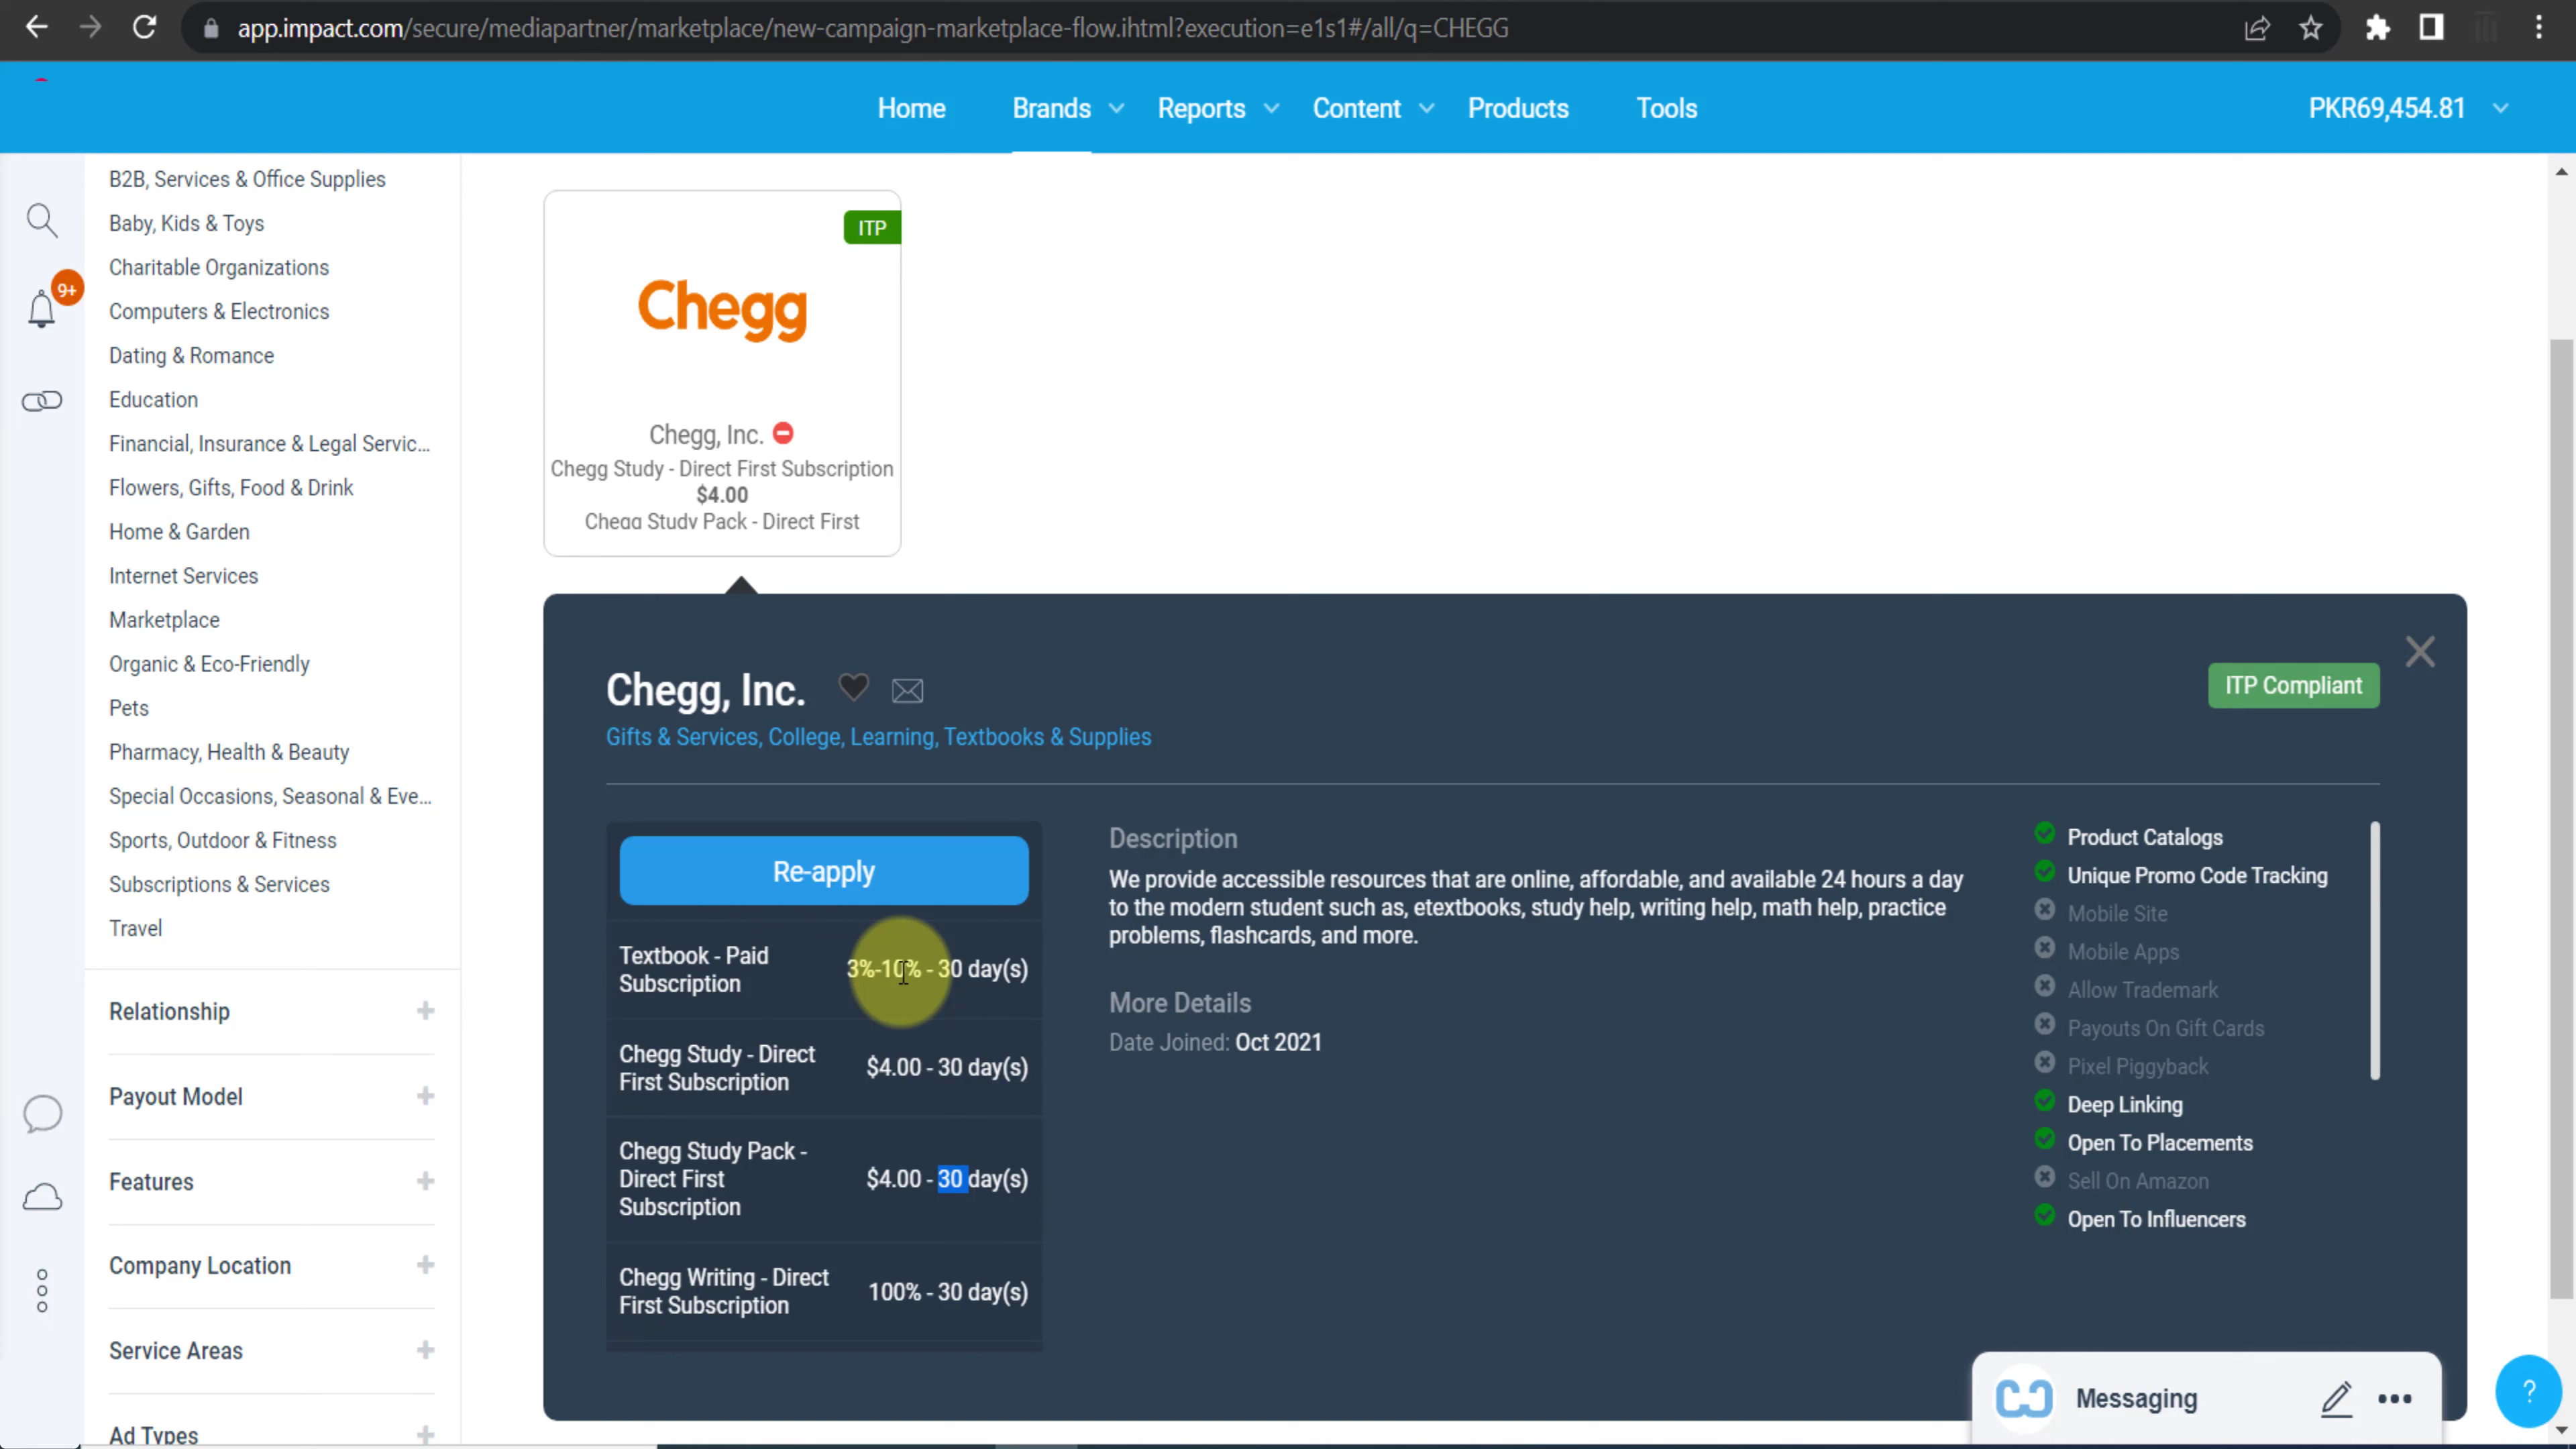 app.impact.com/secure/mediapartner/marketplace/new-campaign-marketplace-flow.ihtml?execution=e1s1#/all/q=CHEGG
Home
Brands
Reports
Content
Products
Tools
PKR69,454.81
9+
B2B, Services & Office Supplies
Baby, Kids & Toys
Charitable Organizations
Computers & Electronics
Dating & Romance
Education
Financial, Insurance & Legal Servic...
Flowers, Gifts, Food & Drink
Home & Garden
Internet Services
Marketplace
Organic & Eco-Friendly
Pets
Pharmacy, Health & Beauty
Special Occasions, Seasonal & Eve...
Sports, Outdoor & Fitness
Subscriptions & Services
Travel
Relationship
Payout Model
Features
Company Location
Service Areas
Ad Types
ITP
Chegg
Chegg, Inc.
Chegg Study - Direct First Subscription
$4.00
Chegg Study Pack - Direct First
Chegg, Inc.
ITP Compliant
Gifts & Services, College, Learning, Textbooks & Supplies
Re-apply
Textbook - Paid
Subscription
3%-10% - 30 day(s)
Chegg Study - Direct
First Subscription
$4.00 - 30 day(s)
Chegg Study Pack -
Direct First
Subscription
$4.00 - 30 day(s)
Chegg Writing - Direct
First Subscription
100% - 30 day(s)
Description
We provide accessible resources that are online, affordable, and available 24 hours a day
to the modern student such as, etextbooks, study help, writing help, math help, practice
problems, flashcards, and more.
More Details
Date Joined: Oct 2021
Product Catalogs
Unique Promo Code Tracking
Mobile Site
Mobile Apps
Allow Trademark
Payouts On Gift Cards
Pixel Piggyback
Deep Linking
Open To Placements
Sell On Amazon
Open To Influencers
Messaging
?